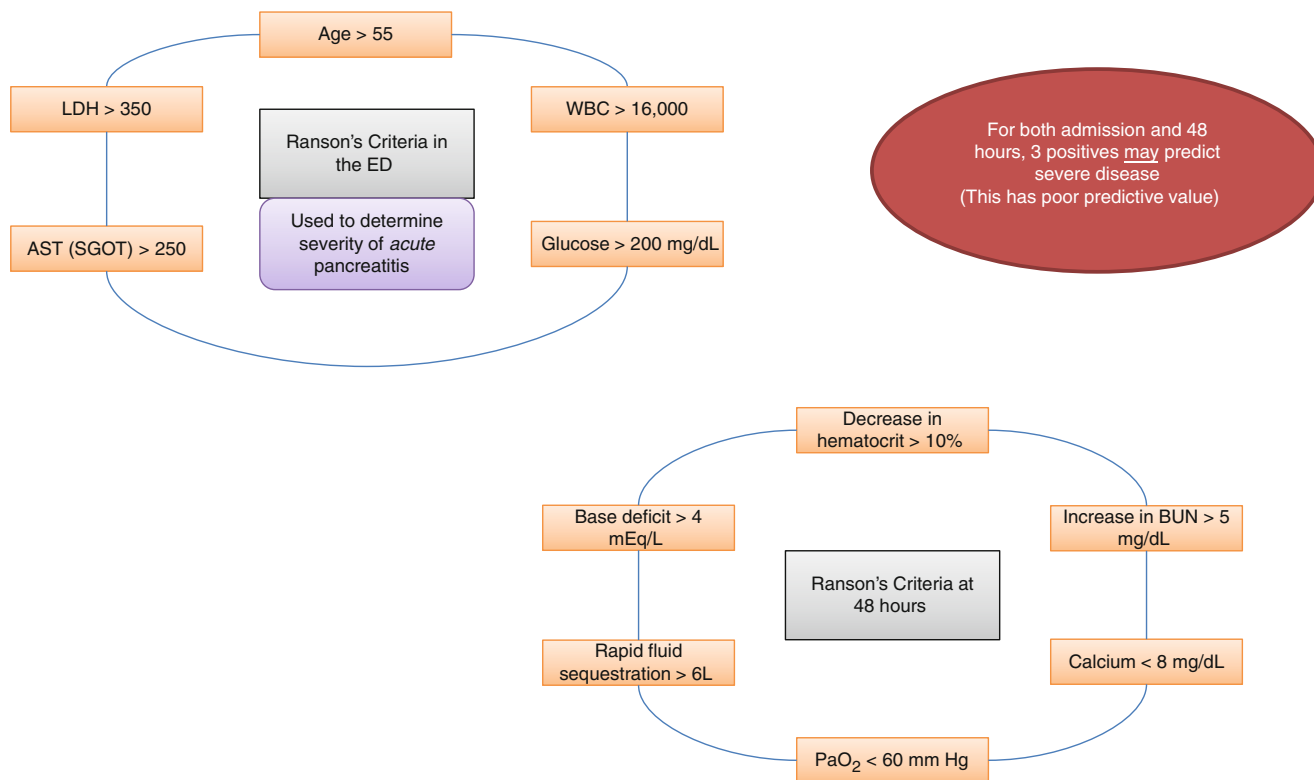 Age > 55
LDH > 350
WBC > 16,000
Ranson's Criteria in
the ED
Used to determine
severity of acute
pancreatitis
AST (SGOT) > 250
Glucose > 200 mg/dL
For both admission and 48
hours, 3 positives may predict
severe disease
(This has poor predictive value)
Decrease in
hematocrit > 10%
Base deficit > 4
mEq/L
Increase in BUN > 5
mg/dL
Ranson's Criteria at
48 hours
Rapid fluid
sequestration > 6L
Calcium < 8 mg/dL
PaO₂ < 60 mm Hg